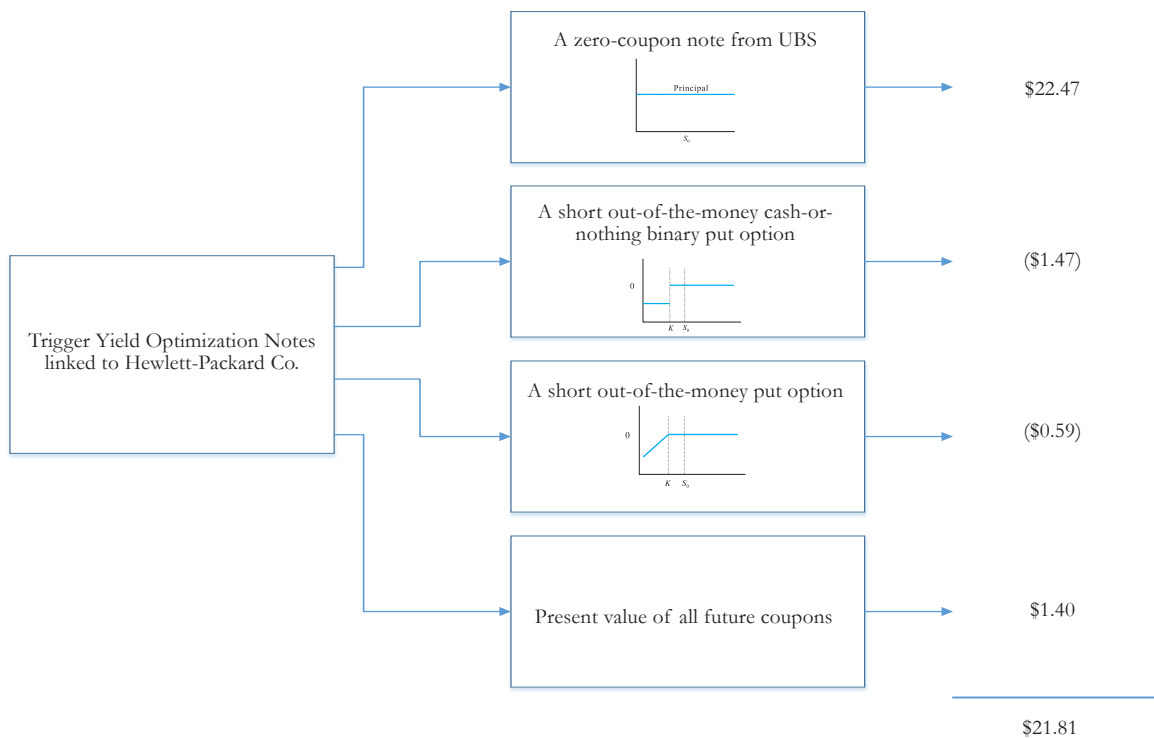 A zero-coupon note from UBS
Principal
S0
$22.47
A short out-of-the-money cash-or-
nothing binary put option
0
K
S0
($1.47)
Trigger Yield Optimization Notes
linked to Hewlett-Packard Co.
A short out-of-the-money put option
0
K
S0
($0.59)
Present value of all future coupons
$1.40
$21.81